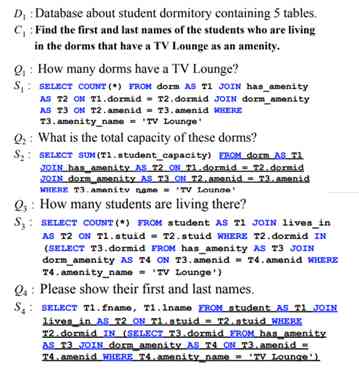 D1 : Database about student dormitory containing 5 tables.
C1 : Find the first and last names of the students who are living
in the dorms that have a TV Lounge as an amenity.
Q1 : How many dorms have a TV Lounge?
S1 : SELECT COUNT(*) FROM dorm AS T1 JOIN has_amenity
AS T2 ON T1.dormid = T2.dormid JOIN dorm_amenity
AS T3 ON T2.amenid = T3.amenid WHERE
T3.amenity_name = 'TV Lounge'
Q2 : What is the total capacity of these dorms?
S2 : SELECT SUM(T1.student_capacity) FROM dorm AS T1
JOIN has_amenity AS T2 ON T1.dormid = T2.dormid
JOIN dorm_amenity AS T3 ON T2.amenid = T3.amenid
WHERE T3.amenity_name = 'TV Lounge'
Q3 : How many students are living there?
S3 : SELECT COUNT(*) FROM student AS T1 JOIN lives_in
AS T2 ON T1.stuid = T2.stuid WHERE T2.dormid IN
(SELECT T3.dormid FROM has_amenity AS T3 JOIN
dorm_amenity AS T4 ON T3.amenid = T4.amenid WHERE
T4.amenity_name = 'TV Lounge')
Q4 : Please show their first and last names.
S4 : SELECT T1.fname, T1.lname FROM student AS T1 JOIN
lives_in AS T2 ON T1.stuid = T2.stuid WHERE
T2.dormid IN (SELECT T3.dormid FROM has_amenity
AS T3 JOIN dorm_amenity AS T4 ON T3.amenid =
T4.amenid WHERE T4.amenity_name = 'TV Lounge')